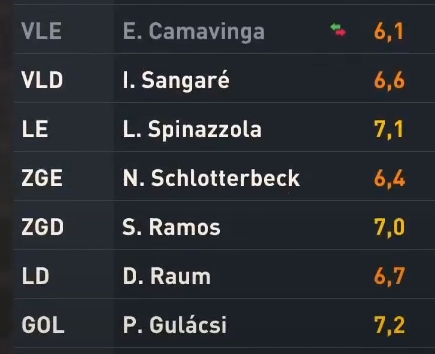 VLE E. Camavinga 6,1
VLD I. Sangaré 6,6
LE L. Spinazzola 7,1
ZGE N. Schlotterbeck 6,4
ZGD S. Ramos 7,0
LD D. Raum 6,7
GOL P. Gulácsi 7,2